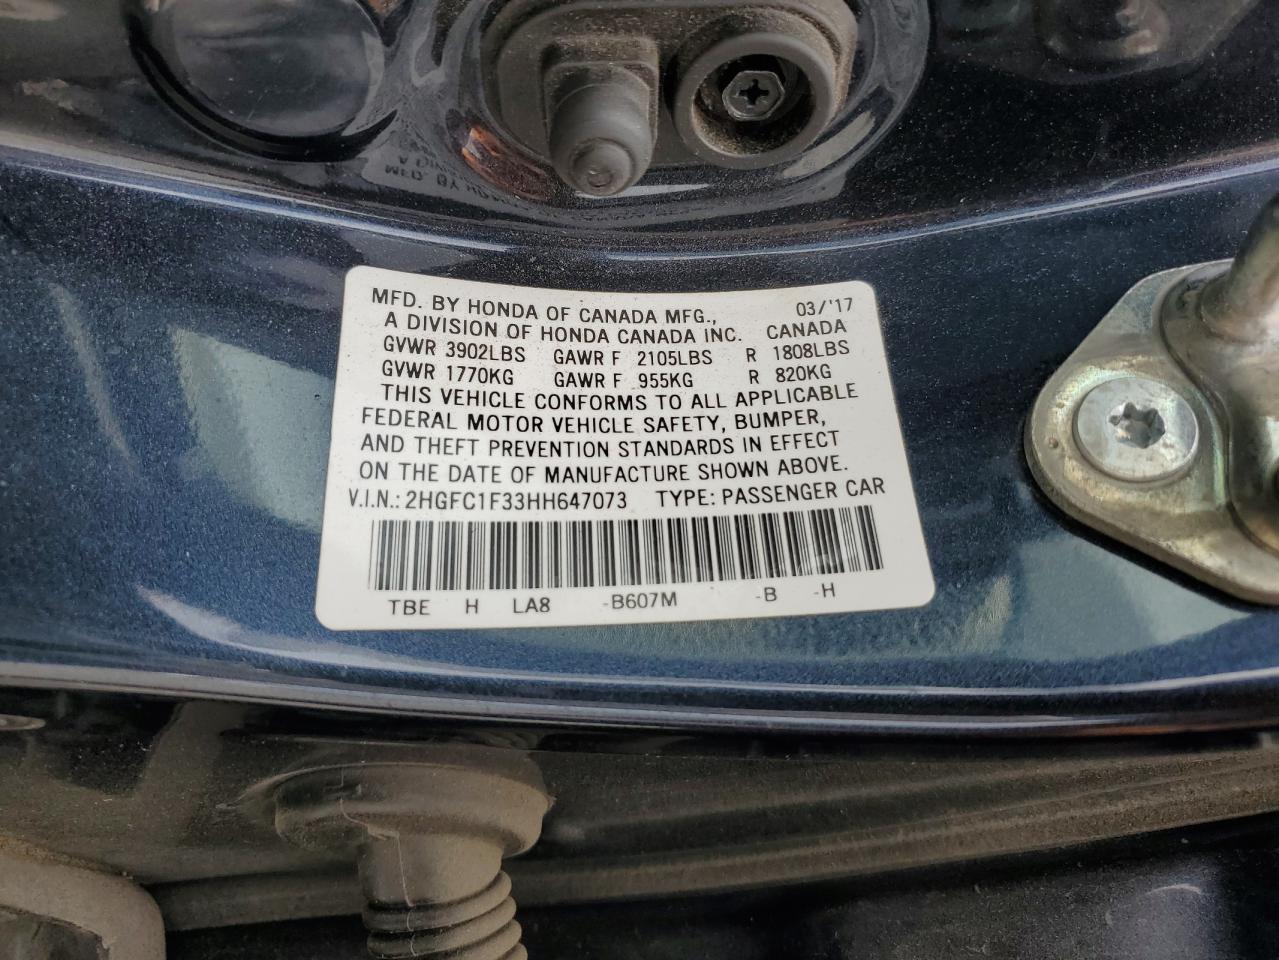 MFD. BY HONDA OF CANADA MFG., 03/'17
A DIVISION OF HONDA CANADA INC. CANADA
GVWR 3902LBS GAWR F 2105LBS R 1808LBS
GVWR 1770KG GAWR F 955KG R 820KG
THIS VEHICLE CONFORMS TO ALL APPLICABLE
FEDERAL MOTOR VEHICLE SAFETY, BUMPER,
AND THEFT PREVENTION STANDARDS IN EFFECT
ON THE DATE OF MANUFACTURE SHOWN ABOVE.
V.I.N.: 2HGFC1F33HH647073 TYPE: PASSENGER CAR
TBE H LA8 -B607M -B -H